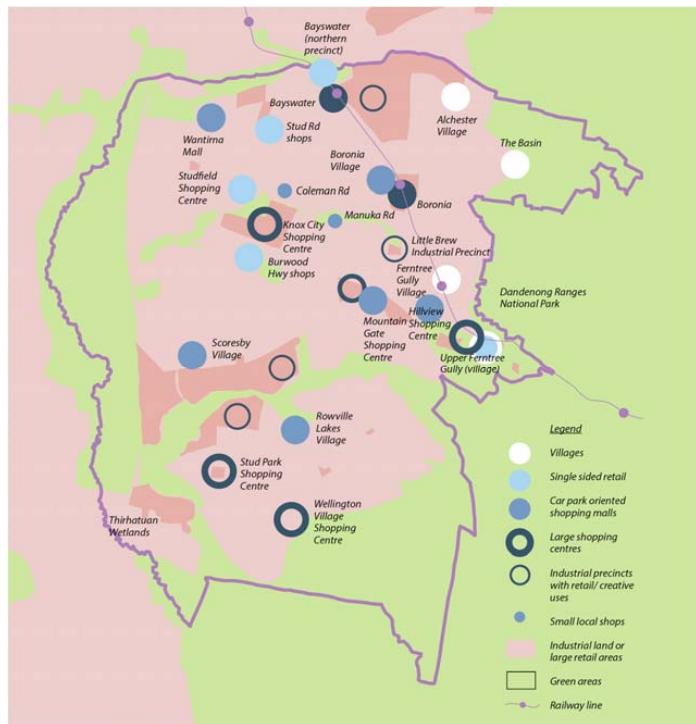 Bayswater
(northern
precinct)
Bayswater
Alchester
Village
Wantirna
Mall
Stud Rd
shops
The Basin
Boronia
Village
Studfield
Shopping
Centre
Coleman Rd
Boronia
Manuka Rd
Knox City
Shopping
Centre
Little Brew
Industrial Precinct
Burwood
Hwy shops
Ferntree
Gully
Village
Dandenong Ranges
National Park
Mountain
Gate
Shopping
Centre
Hillview
Shopping
Centre
Scoresby
Village
Upper Ferntree
Gully (village)
Rowville
Lakes
Village
Stud Park
Shopping
Centre
Wellington
Village
Shopping
Centre
Thirhatuan
Wetlands
Legend
Villages
Single sided retail
Car park oriented
shopping malls
Large shopping
centres
Industrial precincts
with retail/ creative
uses
Small local shops
Industrial land or
large retail areas
Green areas
Railway line